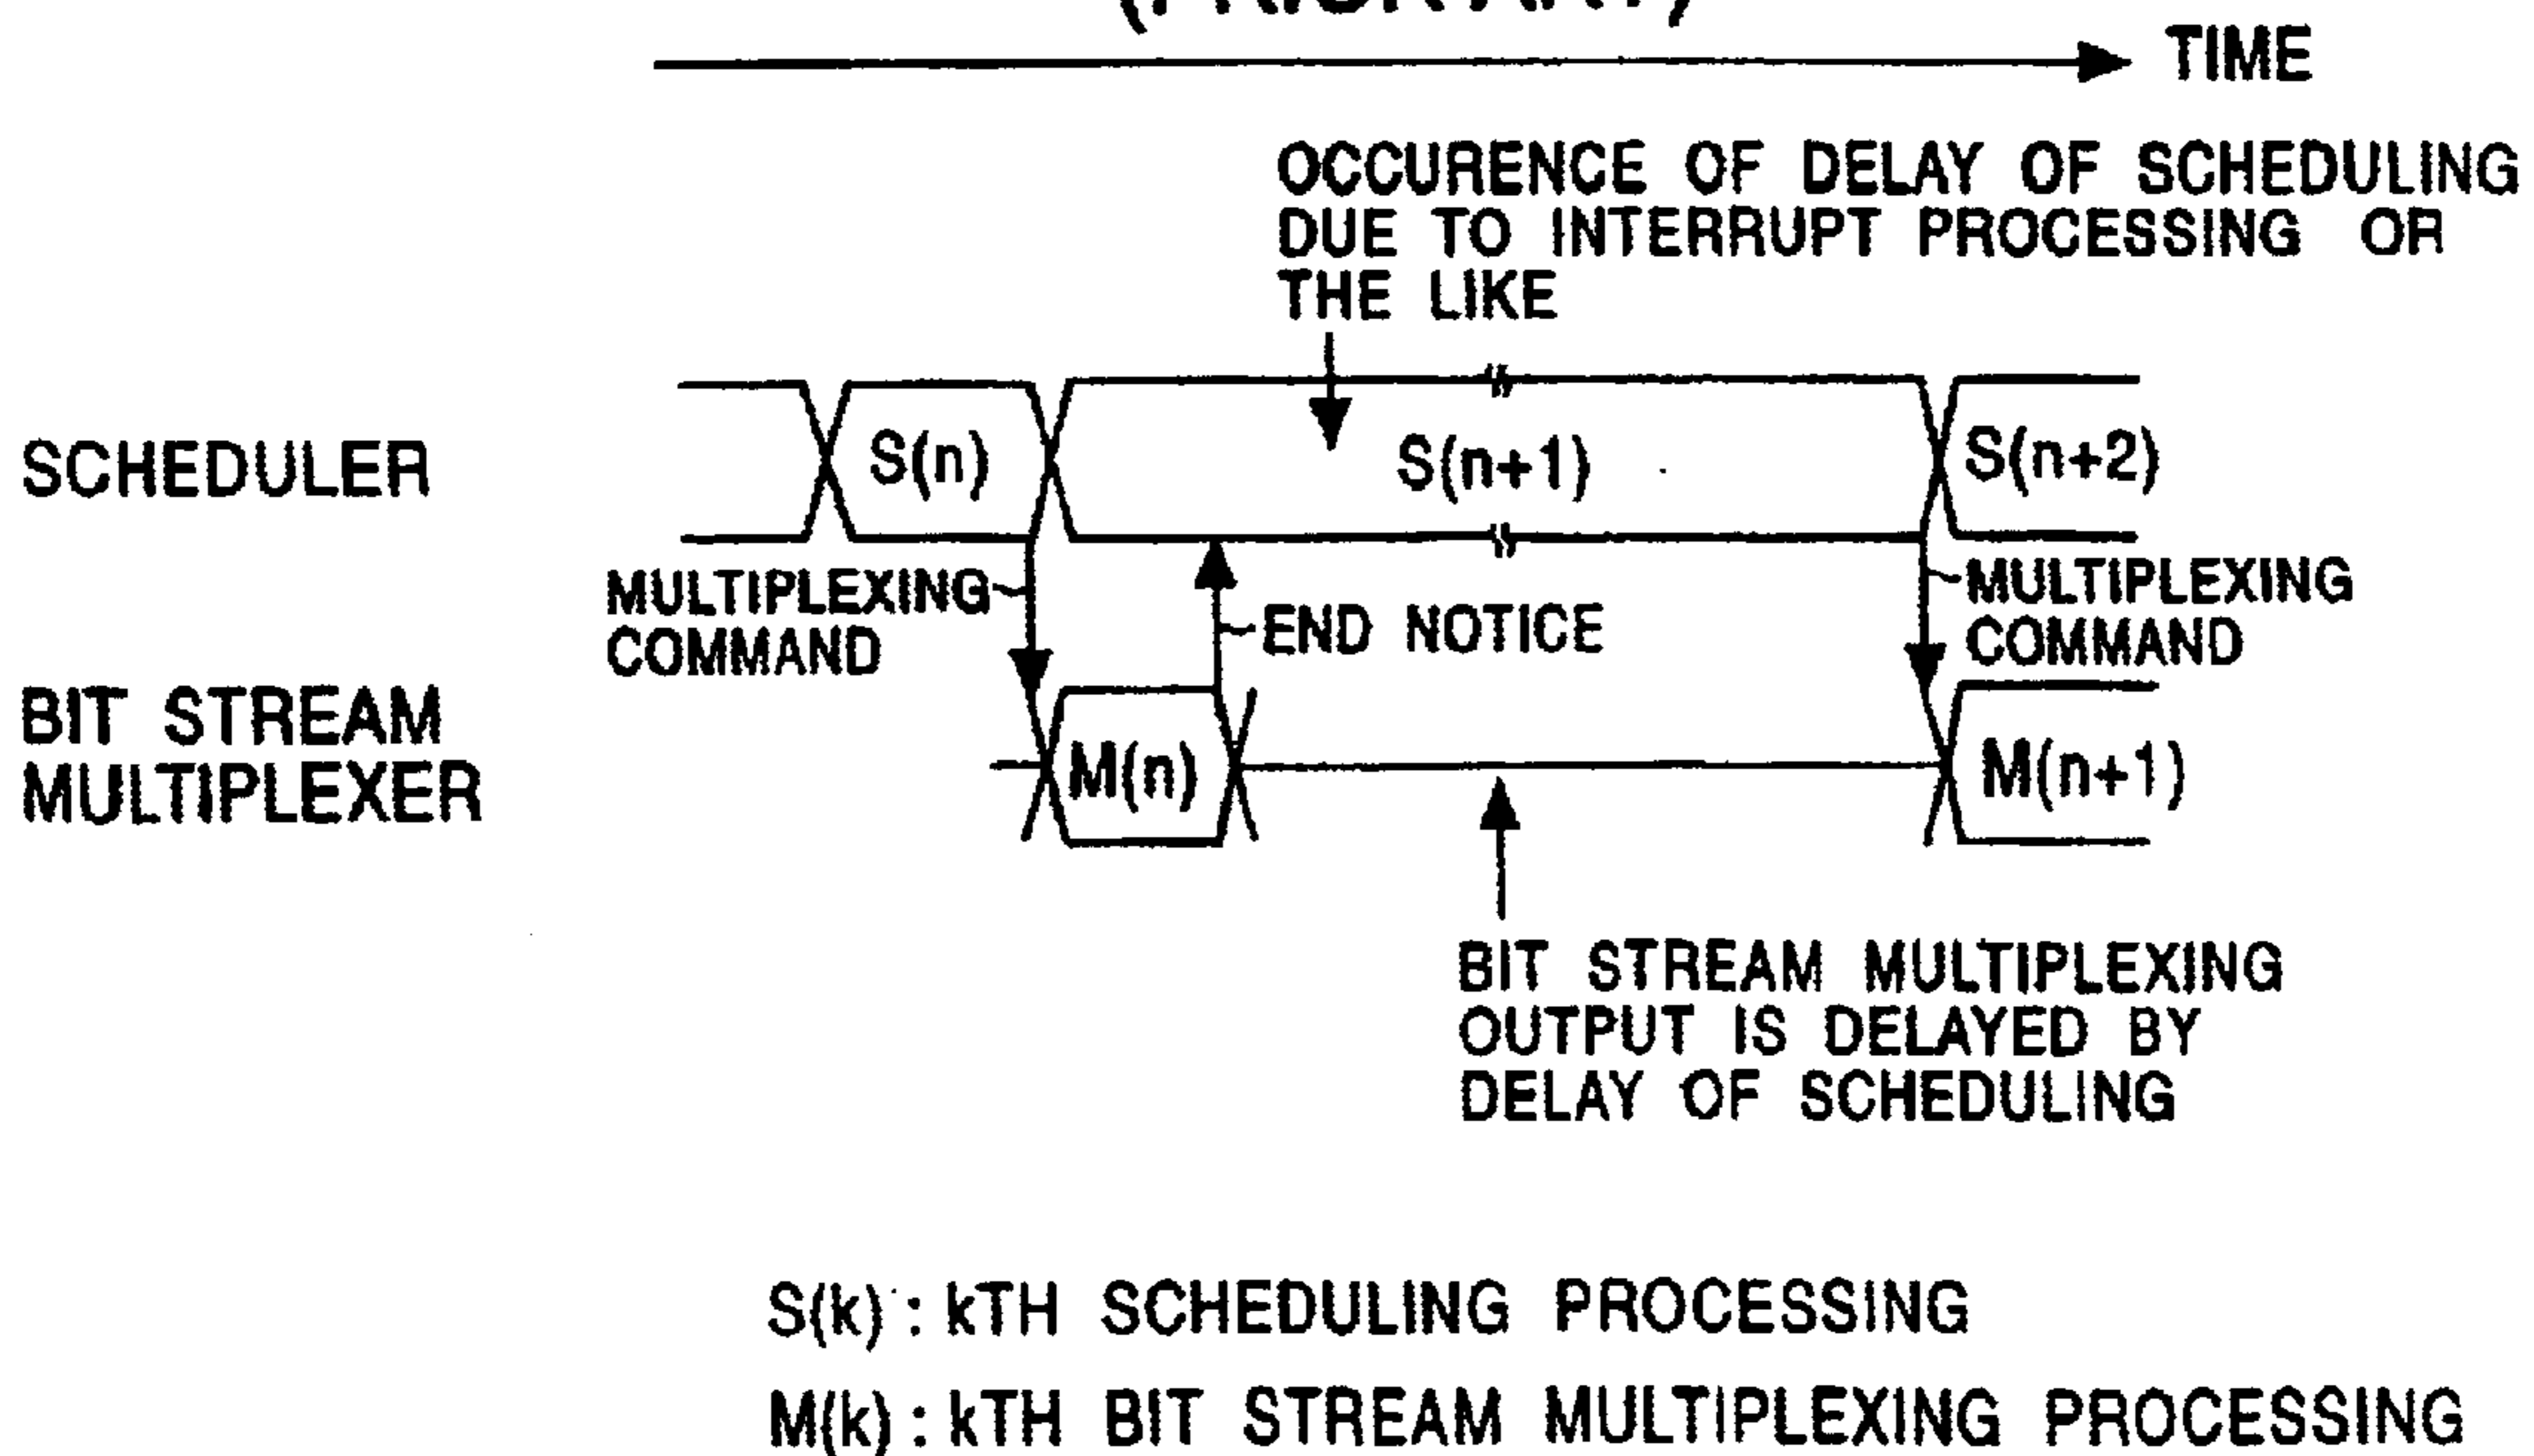 (PRIOR ART)
TIME
OCCURENCE OF DELAY OF SCHEDULING
DUE TO INTERRUPT PROCESSING OR
THE LIKE
SCHEDULER
S(n)
S(n+1)
S(n+2)
MULTIPLEXING
COMMAND
END NOTICE
MULTIPLEXING
COMMAND
BIT STREAM
MULTIPLEXER
M(n)
M(n+1)
BIT STREAM MULTIPLEXING
OUTPUT IS DELAYED BY
DELAY OF SCHEDULING
S(k) : kTH SCHEDULING PROCESSING
M(k) : kTH BIT STREAM MULTIPLEXING PROCESSING